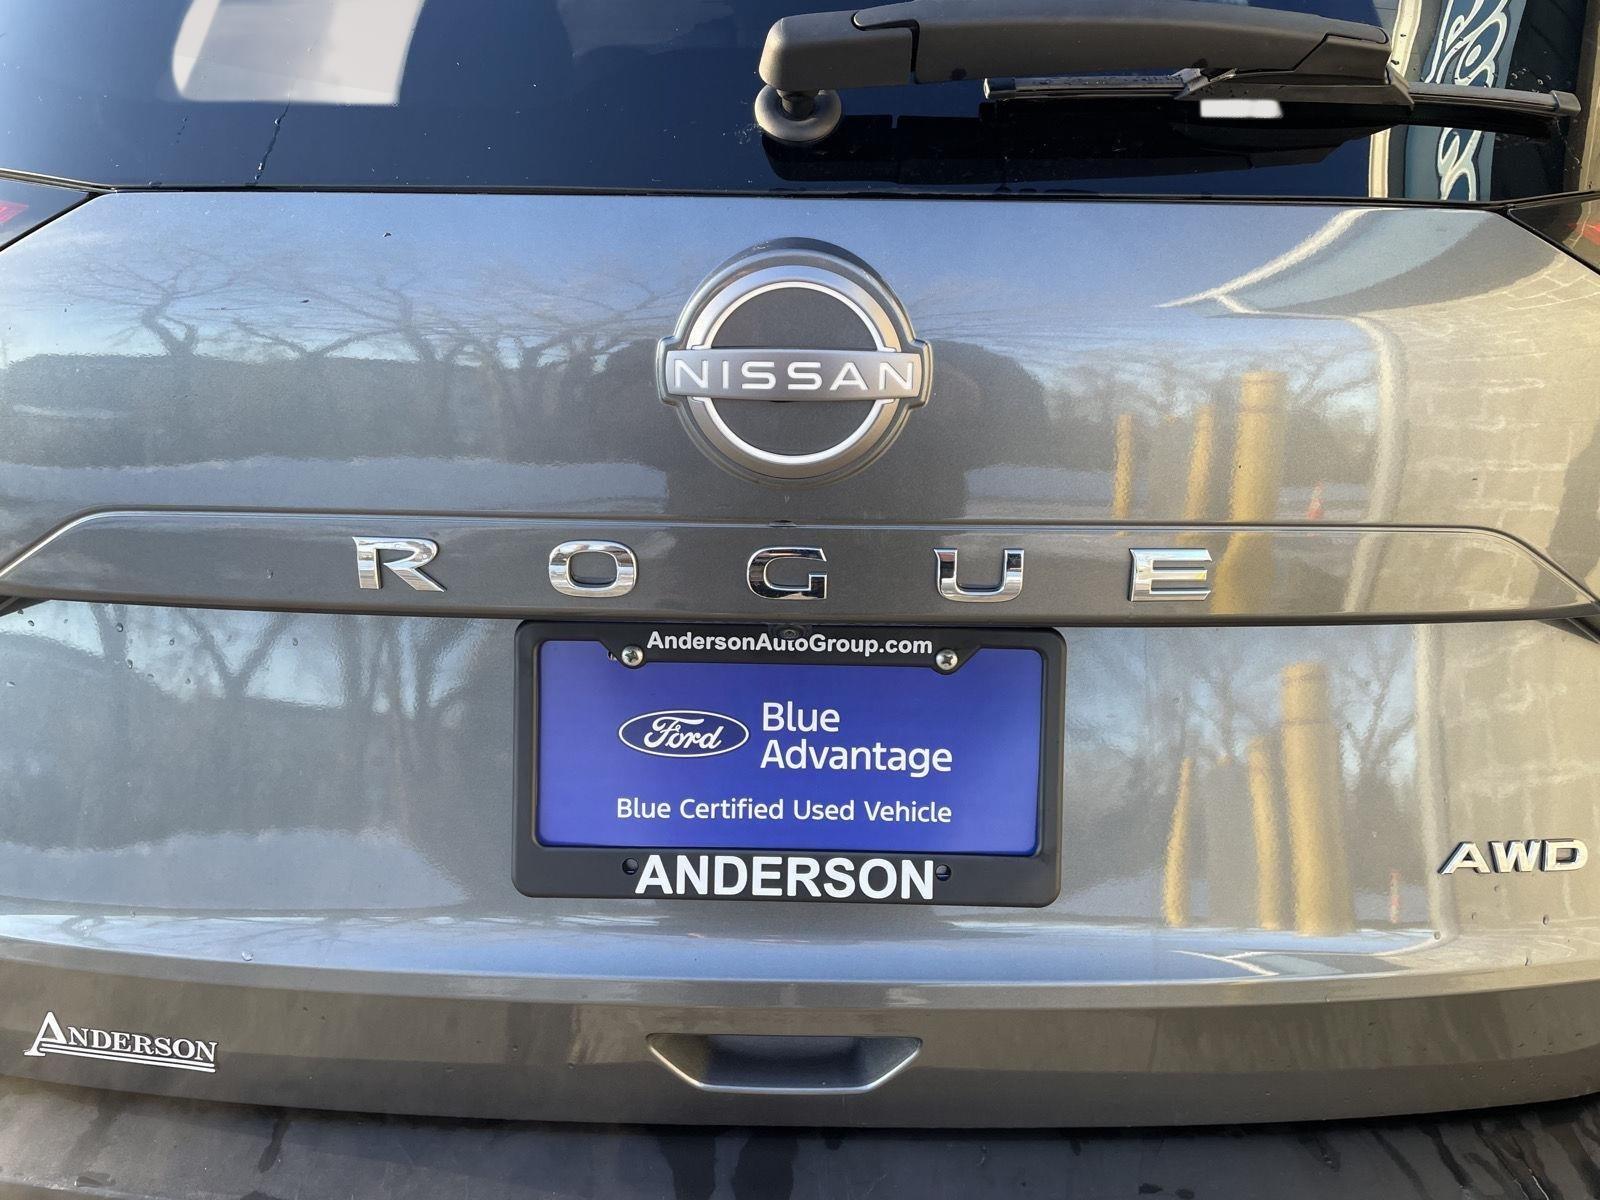 NISSAN
ROGUE
AndersonAutoGroup.com
Ford
Blue
Advantage
Blue Certified Used Vehicle
ANDERSON
AWD
ANDERSON